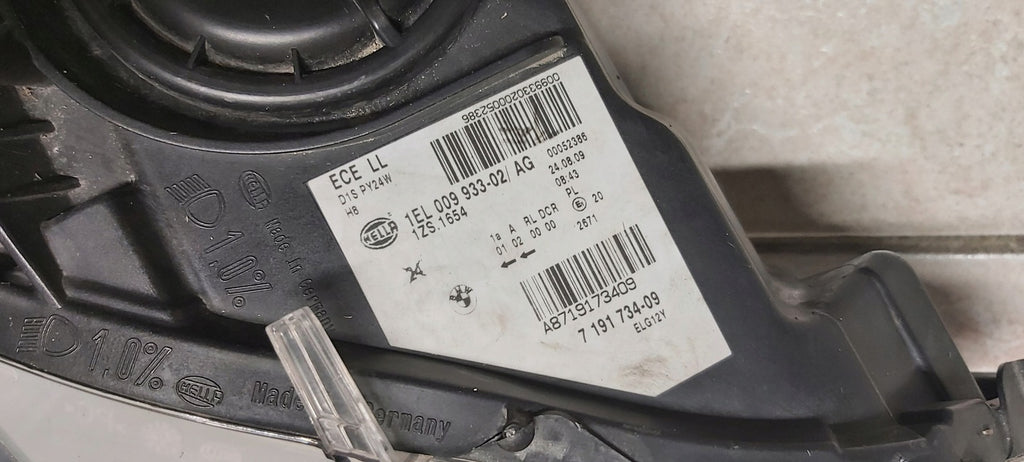 00993302000052386
ECE LL
D1S PY24W
H8
1EL 009 933-02/ AG
1ZS.1654
00052386
24.08.09
08:43
HELLA
1a A RL DCR
01 02 00 00
PL
20
2671
A8719173409
7 191 734-09
ELG12Y
1.0%
Made in Germany
1,0%
HELLA
Made
Germany